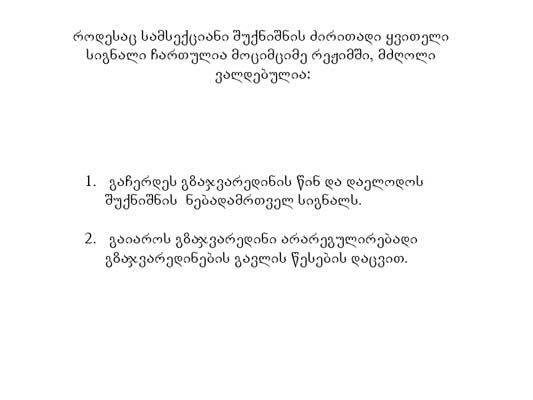 როდესაც სამსექციანი შუქნიშნის ძირითადი ყვითელი
სიგნალი ჩართულია მოციმციმე რეჟიმში, მძღოლი
ვალდებულია:
1. გაჩერდეს გზაჯვარედინის წინ და დაელოდოს
შუქნიშნის ნებადამრთველ სიგნალს.
2. გაიაროს გზაჯვარედინი არარეგულირებადი
გზაჯვარედინების გავლის წესების დაცვით.